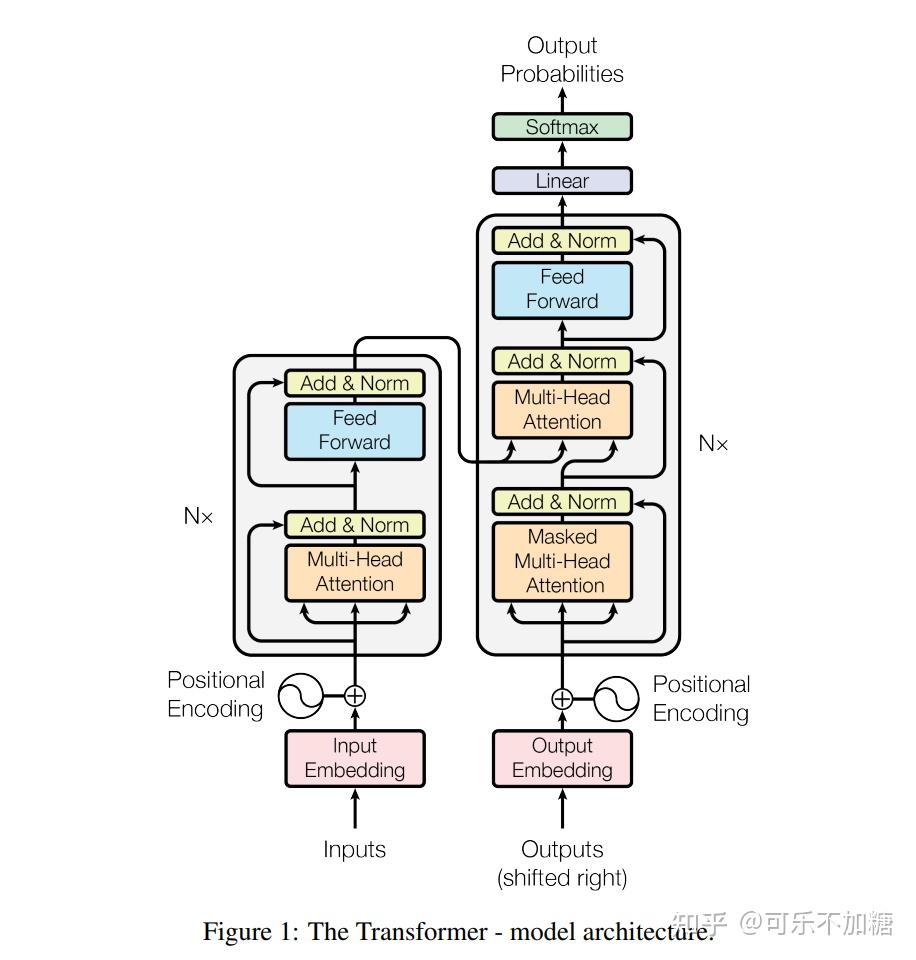 Output
Probabilities
Softmax
Linear
Add & Norm
Feed
Forward
Add & Norm
Multi-Head
Attention
Nx
Add & Norm
Masked
Multi-Head
Attention
Add & Norm
Feed
Forward
Nx
Add & Norm
Multi-Head
Attention
Positional
Encoding
Positional
Encoding
Input
Embedding
Output
Embedding
Inputs
Outputs
(shifted right)
Figure 1: The Transformer - model architecture.
知乎 @可乐不加糖